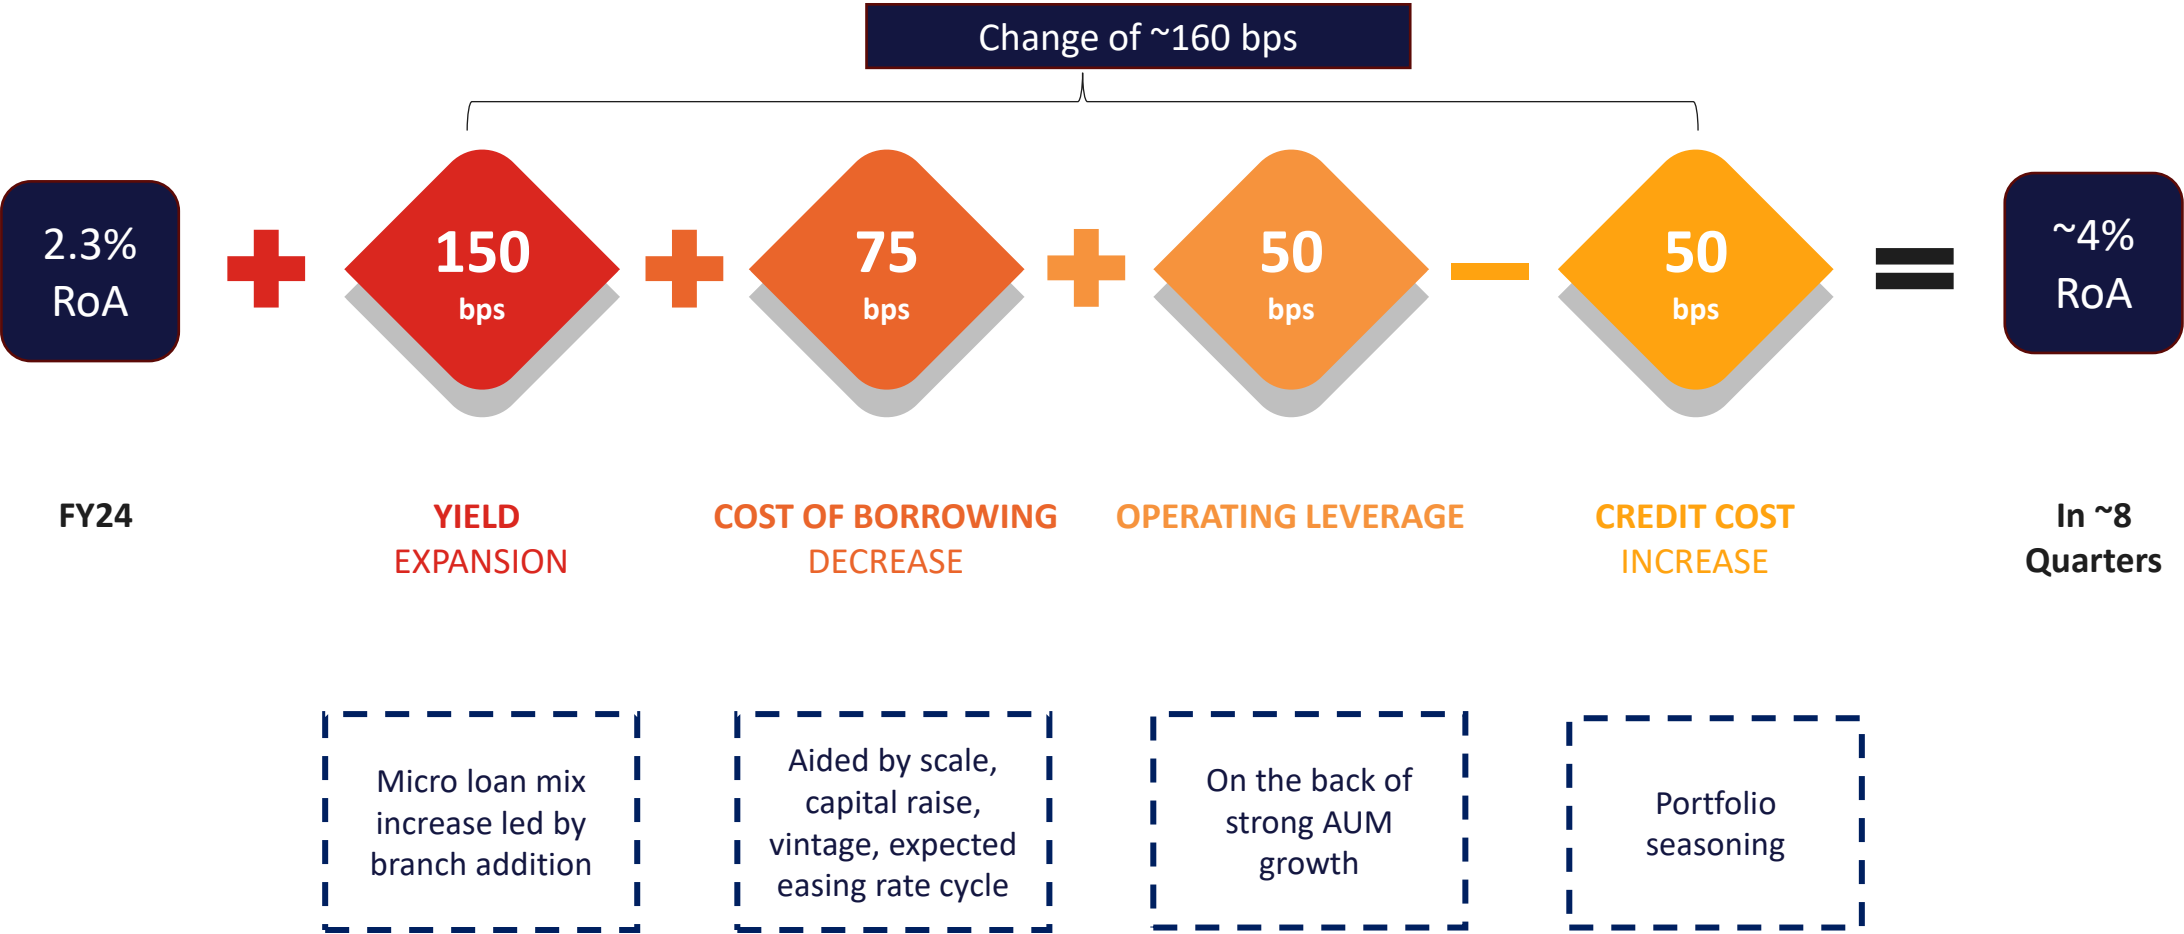 Change of ~160 bps
2.3%
RoA
150
bps
75
bps
50
bps
50
bps
~4%
RoA
FY24
YIELD
EXPANSION
COST OF BORROWING
DECREASE
OPERATING LEVERAGE
CREDIT COST
INCREASE
In ~8
Quarters
Micro loan mix
increase led by
branch addition
Aided by scale,
capital raise,
vintage, expected
easing rate cycle
On the back of
strong AUM
growth
Portfolio
seasoning